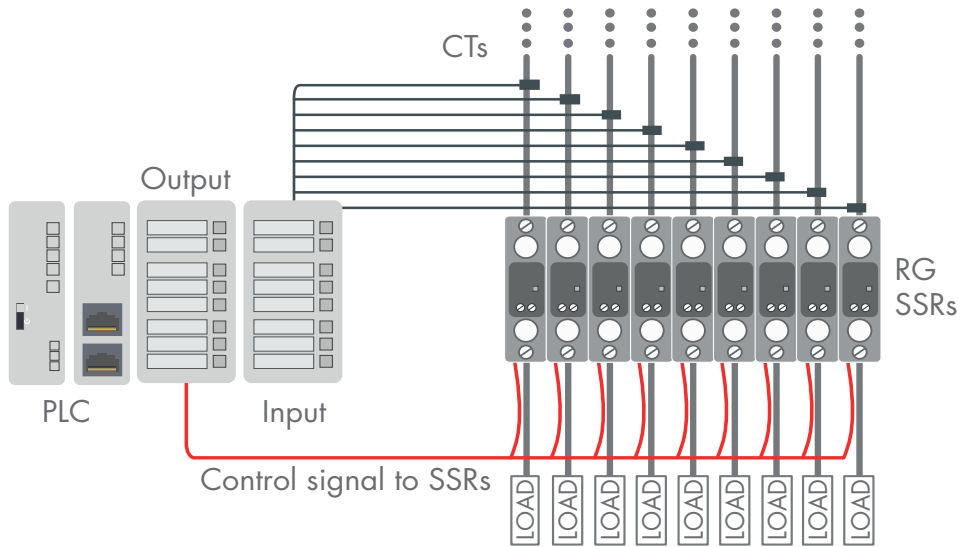 CTs
Output
RG
SSRs
PLC
Input
Control signal to SSRs
LOAD
LOAD
LOAD
LOAD
LOAD
LOAD
LOAD
LOAD
LOAD